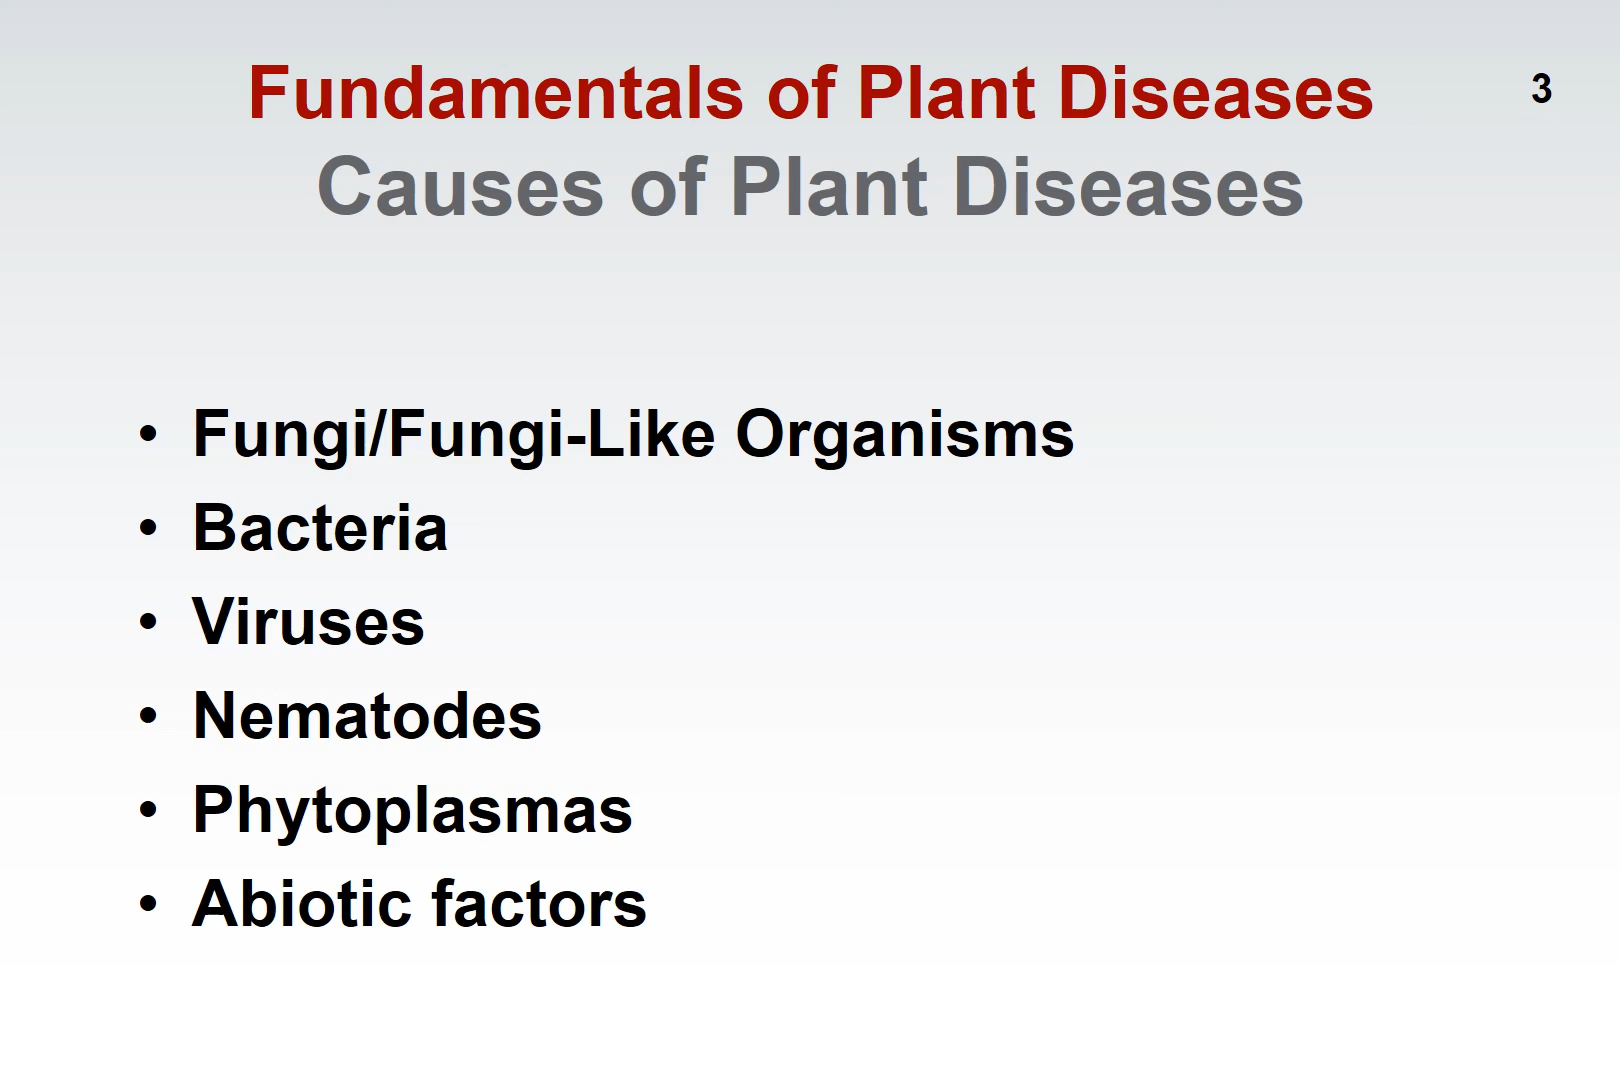 Fundamentals of Plant Diseases
3
Causes of Plant Diseases
• Fungi/Fungi-Like Organisms
• Bacteria
• Viruses
• Nematodes
• Phytoplasmas
• Abiotic factors